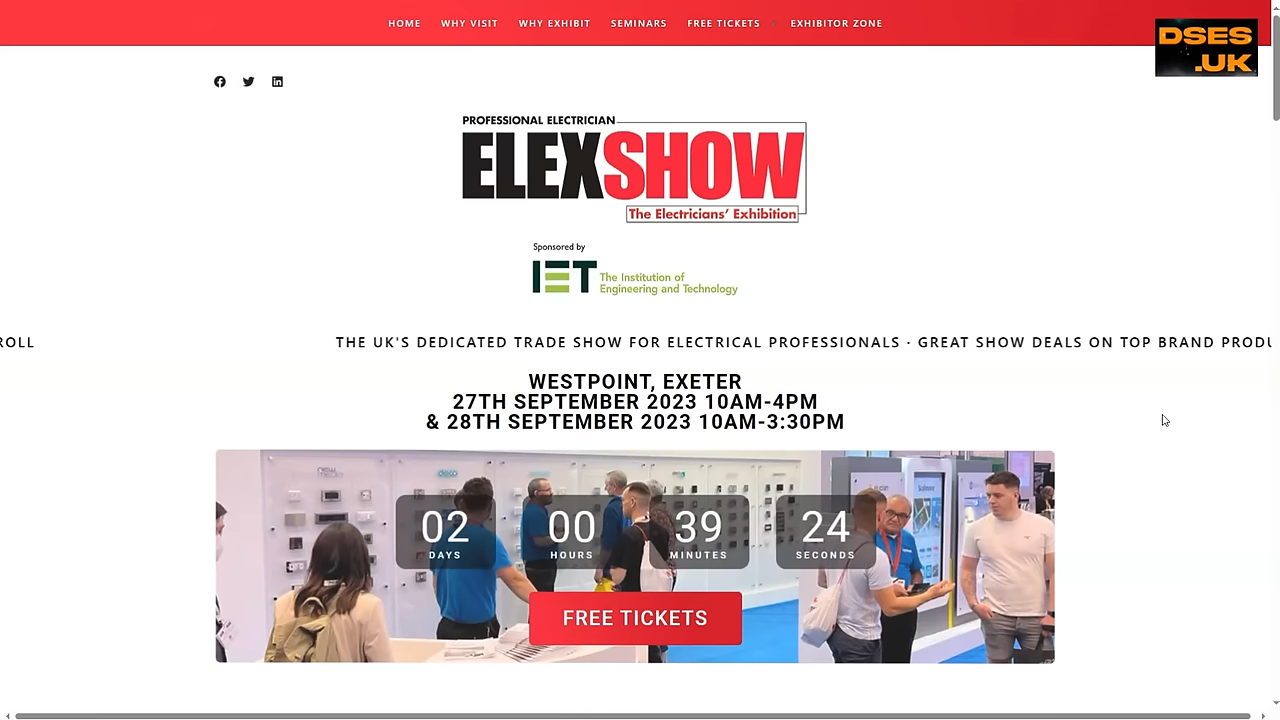 HOME WHY VISIT WHY EXHIBIT SEMINARS FREE TICKETS EXHIBITOR ZONE
DSES
.UK
PROFESSIONAL ELECTRICIAN
ELEXSHOW
The Electricians' Exhibition
Sponsored by
IET The Institution of
Engineering and Technology
ROLL THE UK'S DEDICATED TRADE SHOW FOR ELECTRICAL PROFESSIONALS · GREAT SHOW DEALS ON TOP BRAND PRODU
WESTPOINT, EXETER
27TH SEPTEMBER 2023 10AM-4PM
& 28TH SEPTEMBER 2023 10AM-3:30PM
02 00 39 24
DAYS HOURS MINUTES SECONDS
FREE TICKETS